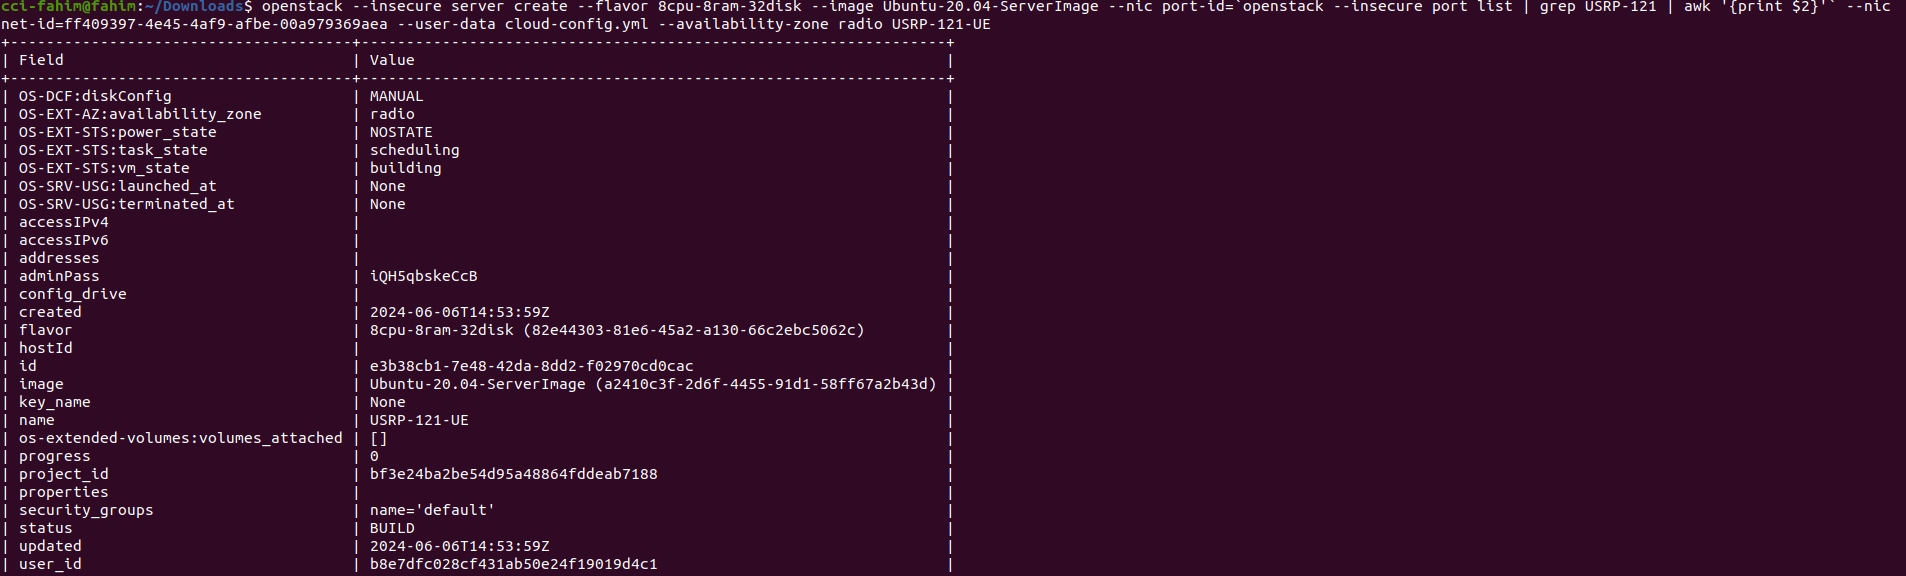 cci-fahim@fahim:~/Downloads$ openstack --insecure server create --flavor 8cpu-8ram-32disk --image Ubuntu-20.04-ServerImage --nic port-id=`openstack --insecure port list | grep USRP-121 | awk '{print $2}'` --nic
net-id=ff409397-4e45-4af9-afbe-00a979369aea --user-data cloud-config.yml --availability-zone radio USRP-121-UE
+--------------------------------------+-----------------------------------------------------------------+
| Field                                | Value                                                           |
+--------------------------------------+-----------------------------------------------------------------+
| OS-DCF:diskConfig                    | MANUAL                                                          |
| OS-EXT-AZ:availability_zone          | radio                                                           |
| OS-EXT-STS:power_state               | NOSTATE                                                         |
| OS-EXT-STS:task_state                | scheduling                                                      |
| OS-EXT-STS:vm_state                  | building                                                        |
| OS-SRV-USG:launched_at               | None                                                            |
| OS-SRV-USG:terminated_at             | None                                                            |
| accessIPv4                           |                                                                 |
| accessIPv6                           |                                                                 |
| addresses                            |                                                                 |
| adminPass                            | iQH5qbskeCcB                                                    |
| config_drive                         |                                                                 |
| created                              | 2024-06-06T14:53:59Z                                            |
| flavor                               | 8cpu-8ram-32disk (82e44303-81e6-45a2-a130-66c2ebc5062c)         |
| hostId                               |                                                                 |
| id                                   | e3b38cb1-7e48-42da-8dd2-f02970cd0cac                            |
| image                                | Ubuntu-20.04-ServerImage (a2410c3f-2d6f-4455-91d1-58ff67a2b43d) |
| key_name                             | None                                                            |
| name                                 | USRP-121-UE                                                     |
| os-extended-volumes:volumes_attached | []                                                              |
| progress                             | 0                                                               |
| project_id                           | bf3e24ba2be54d95a48864fddeab7188                                |
| properties                           |                                                                 |
| security_groups                      | name='default'                                                  |
| status                               | BUILD                                                           |
| updated                              | 2024-06-06T14:53:59Z                                            |
| user_id                              | b8e7dfc028cf431ab50e24f19019d4c1                                |